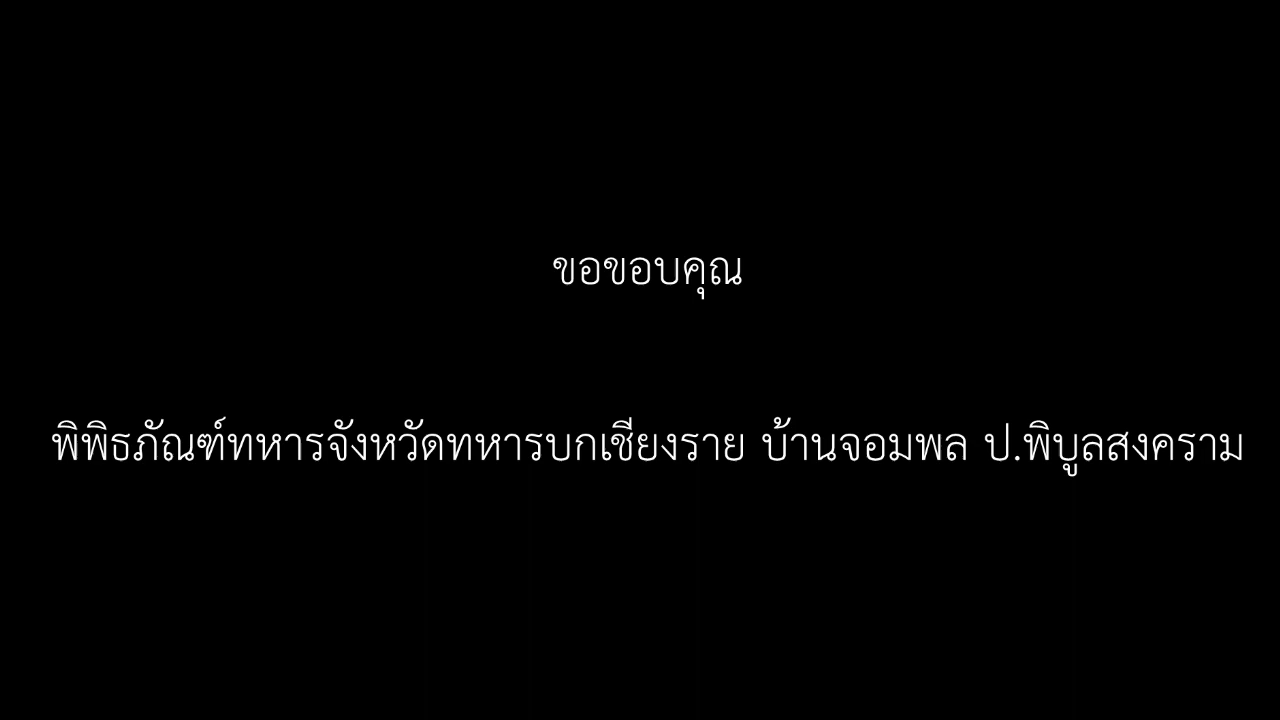 ขอขอบคุณ
พิพิธภัณฑ์ทหารจังหวัดทหารบกเชียงราย บ้านจอมพล ป.พิบูลสงคราม